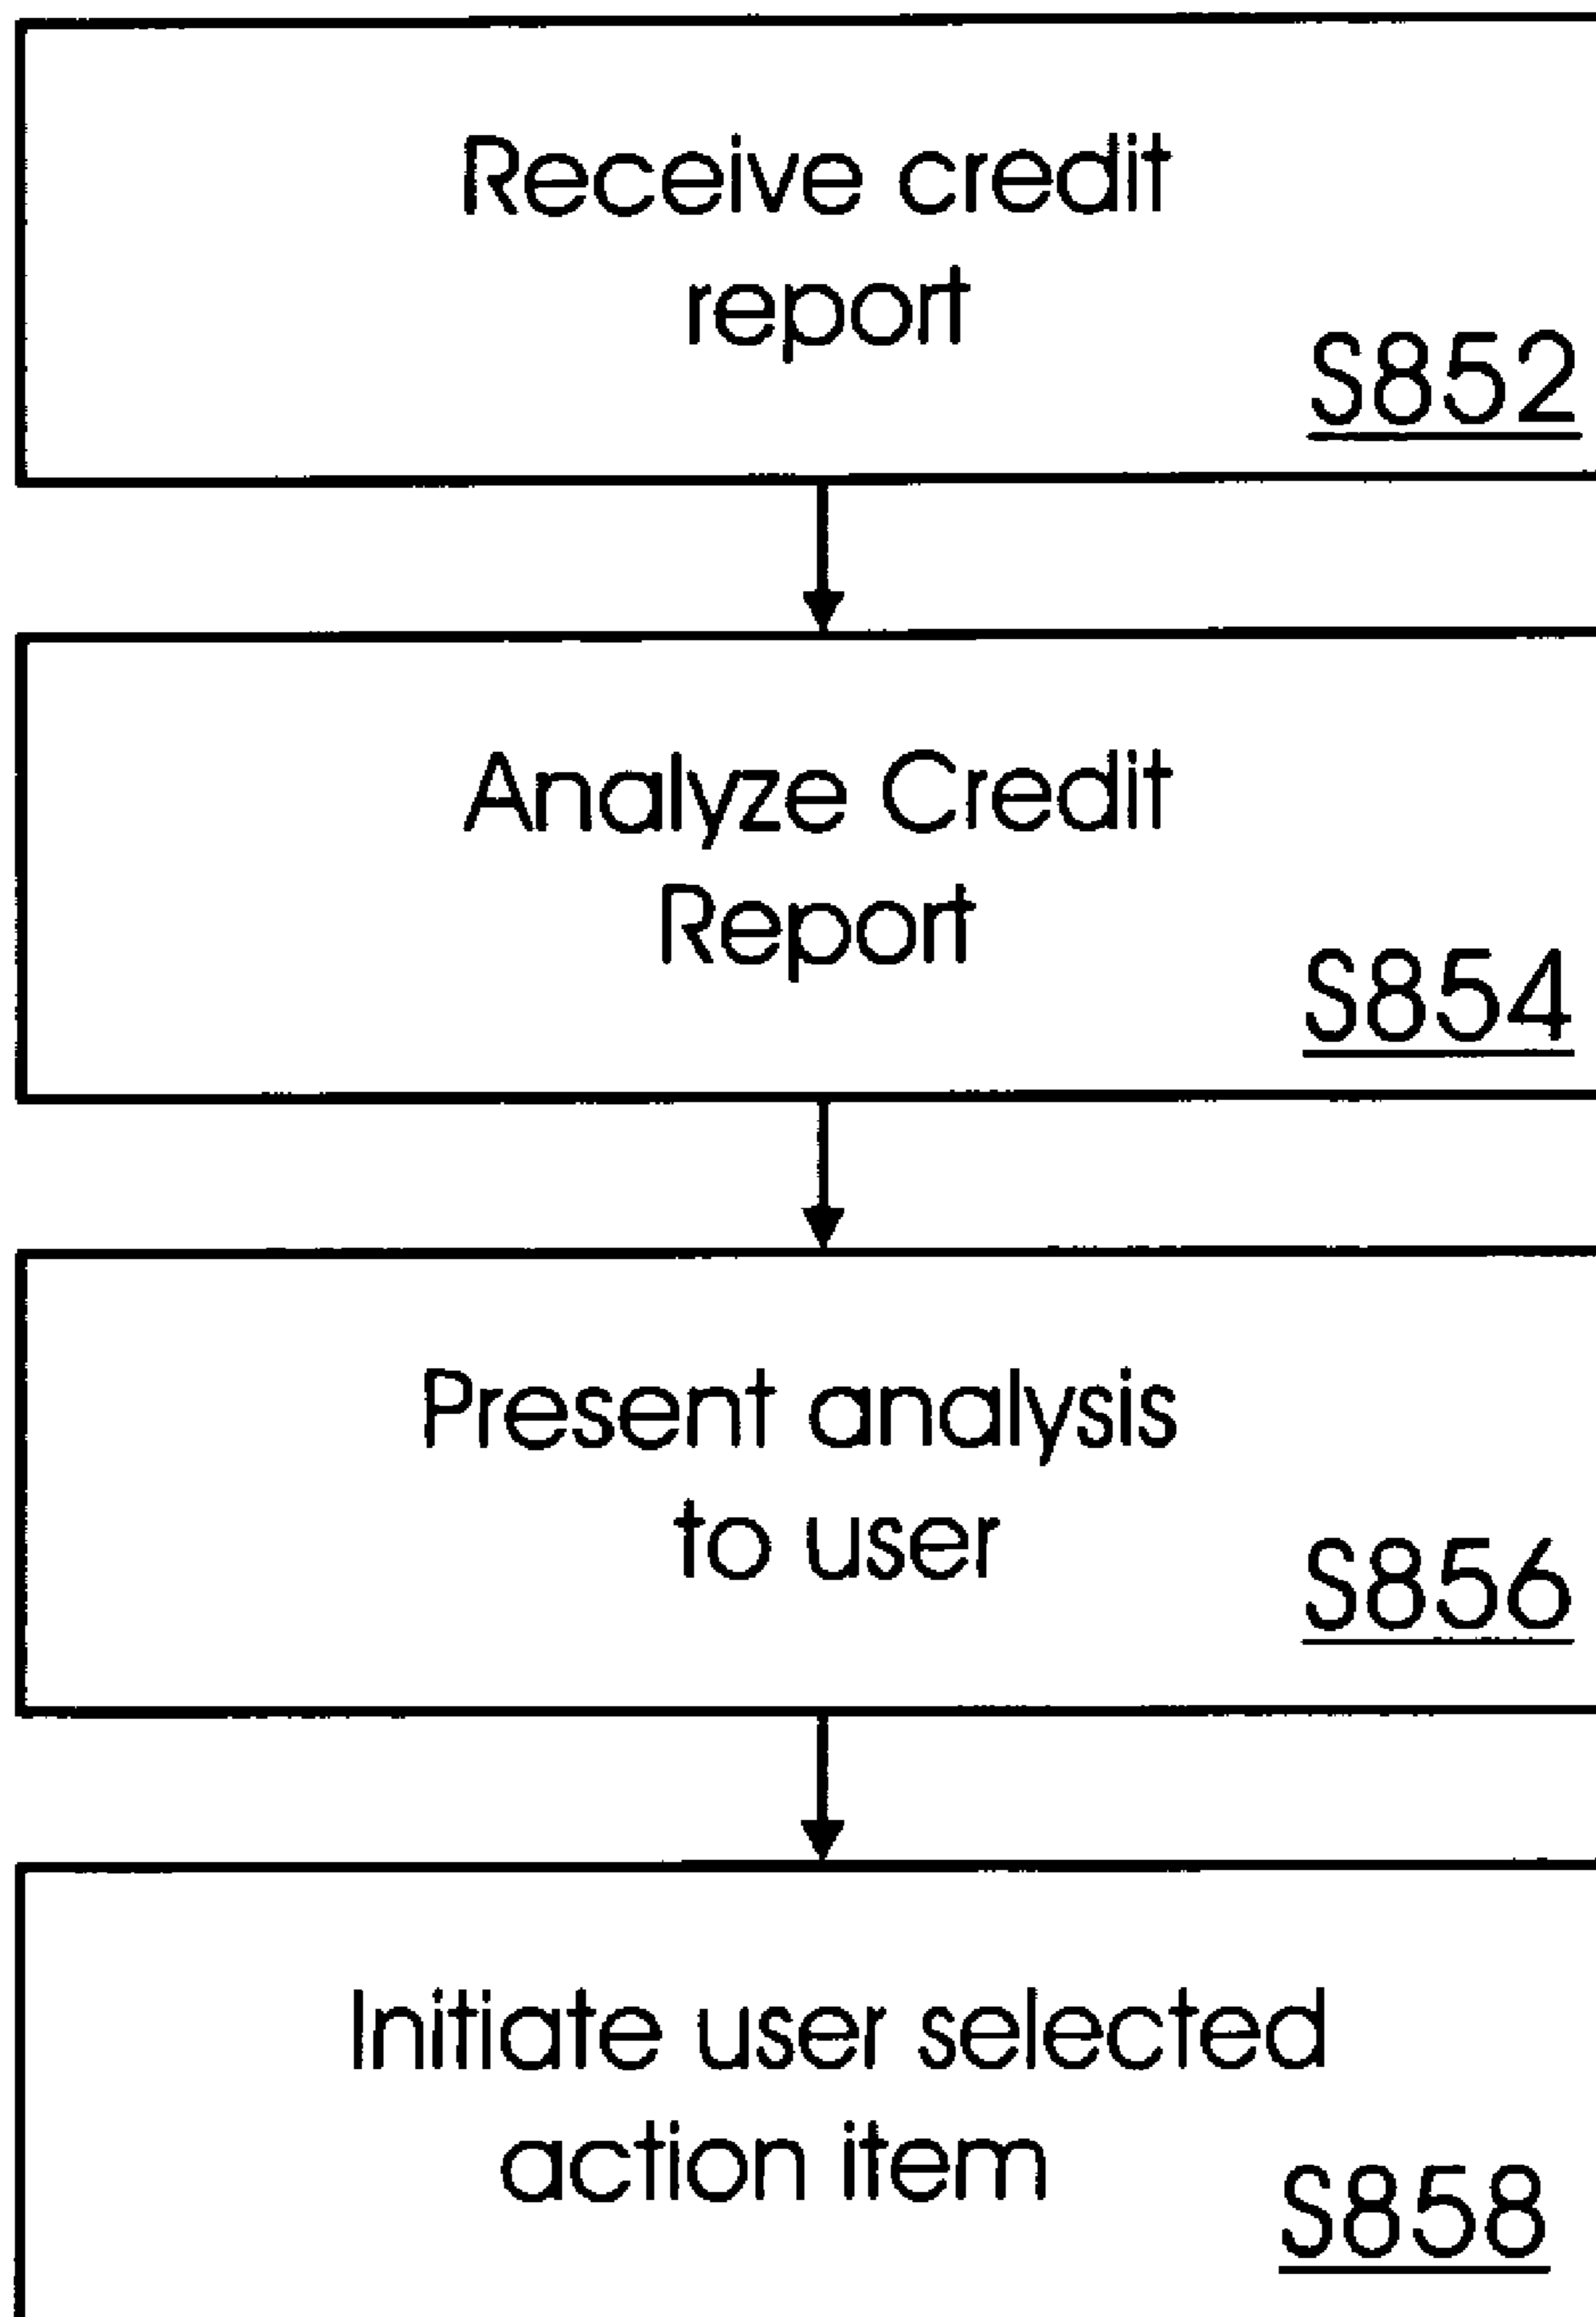 Receive credit
report
S852
Analyze Credit
Report
S854
Present analysis
to user
S856
Initiate user selected
action item
S858